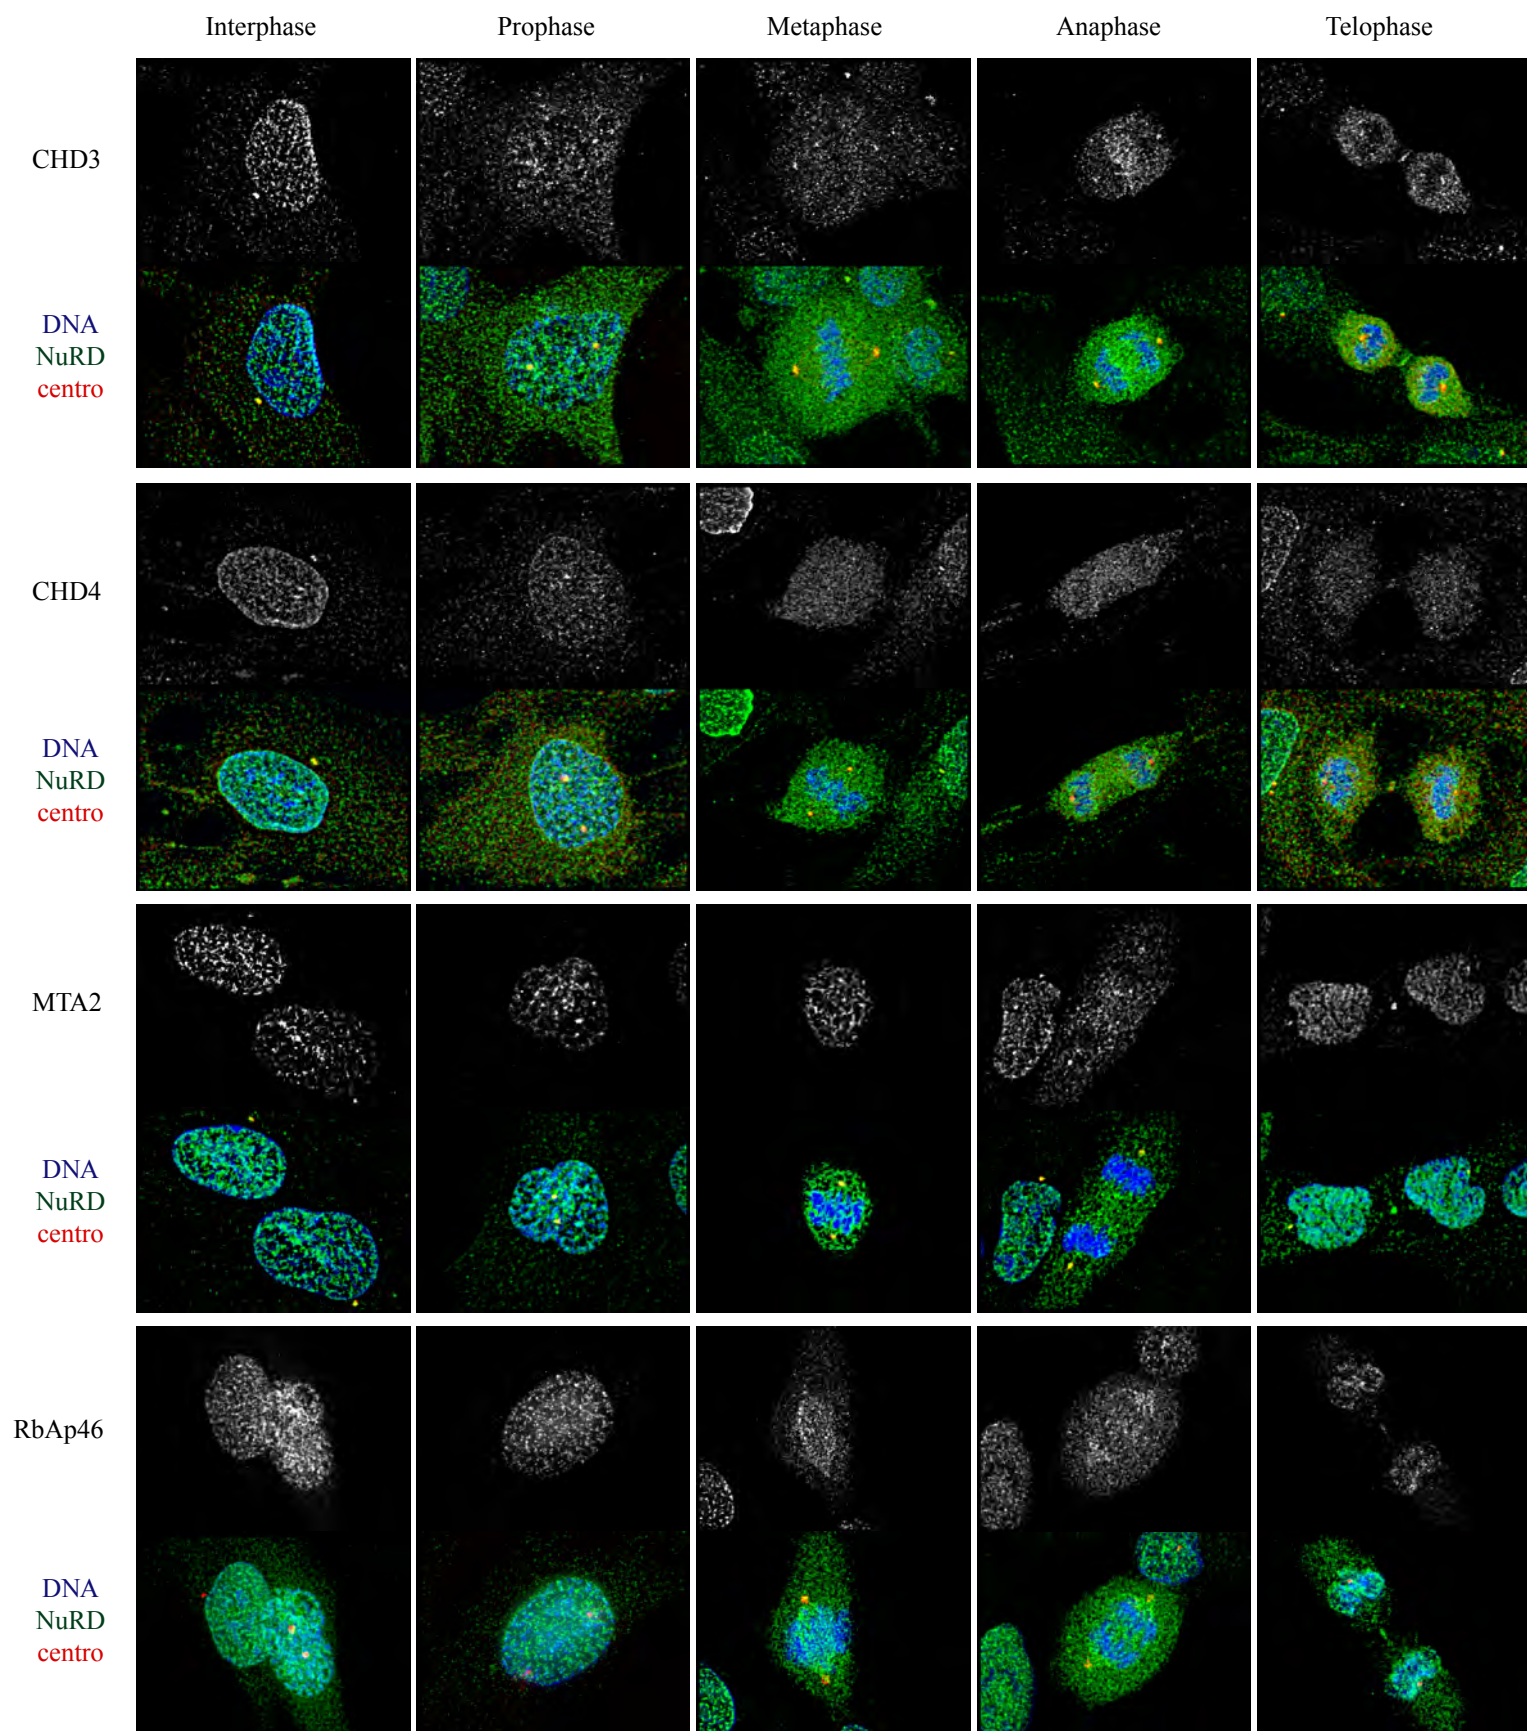 Interphase Prophase Metaphase Anaphase Telophase
CHD3
DNA
NuRD
centro
CHD4
DNA
NuRD
centro
MTA2
DNA
NuRD
centro
RbAp46
DNA
NuRD
centro